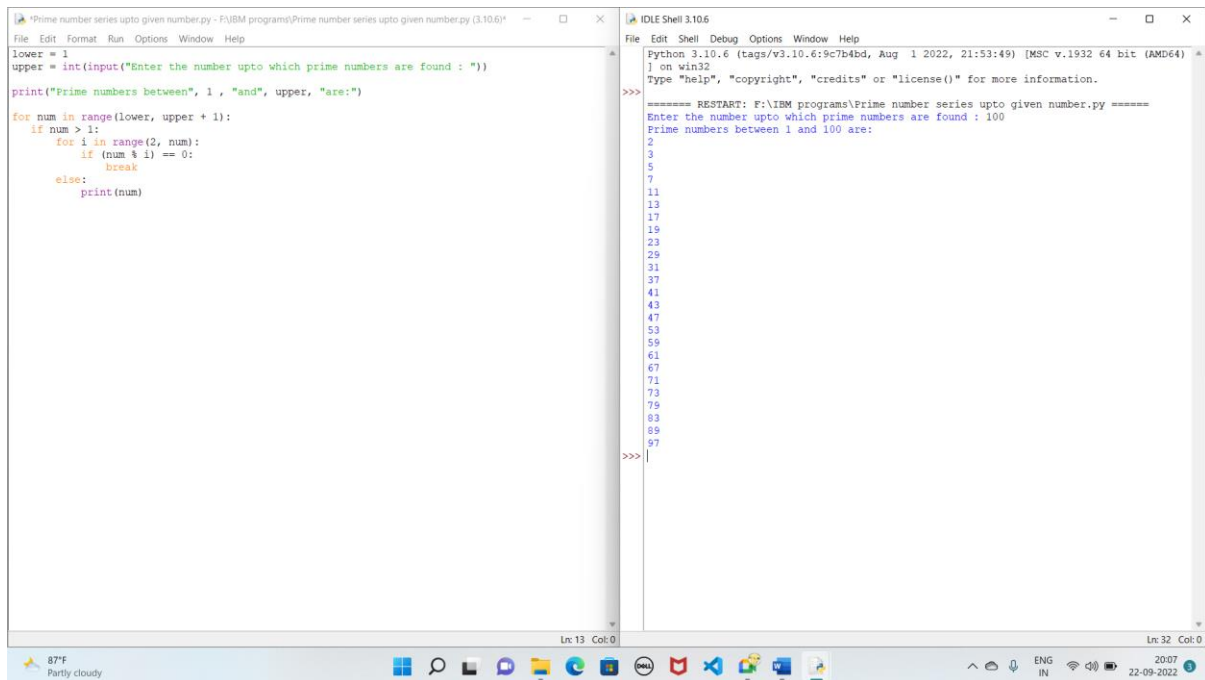 *Prime number series upto given number.py - F:\IBM programs\Prime number series upto given number.py (3.10.6)*
File Edit Format Run Options Window Help
lower = 1
upper = int(input("Enter the number upto which prime numbers are found : "))
print("Prime numbers between", 1 , "and", upper, "are:")
for num in range(lower, upper + 1):
   if num > 1:
       for i in range(2, num):
           if (num % i) == 0:
               break
       else:
           print(num)
Ln: 13 Col: 0
IDLE Shell 3.10.6
File Edit Shell Debug Options Window Help
Python 3.10.6 (tags/v3.10.6:9c7b4bd, Aug  1 2022, 21:53:49) [MSC v.1932 64 bit (AMD64)
] on win32
Type "help", "copyright", "credits" or "license()" for more information.
>>>
======= RESTART: F:\IBM programs\Prime number series upto given number.py ======
Enter the number upto which prime numbers are found : 100
Prime numbers between 1 and 100 are:
2
3
5
7
11
13
17
19
23
29
31
37
41
43
47
53
59
61
67
71
73
79
83
89
97
>>>
Ln: 32 Col: 0
87°F
Partly cloudy
DELL
ENG
IN
20:07
22-09-2022
3